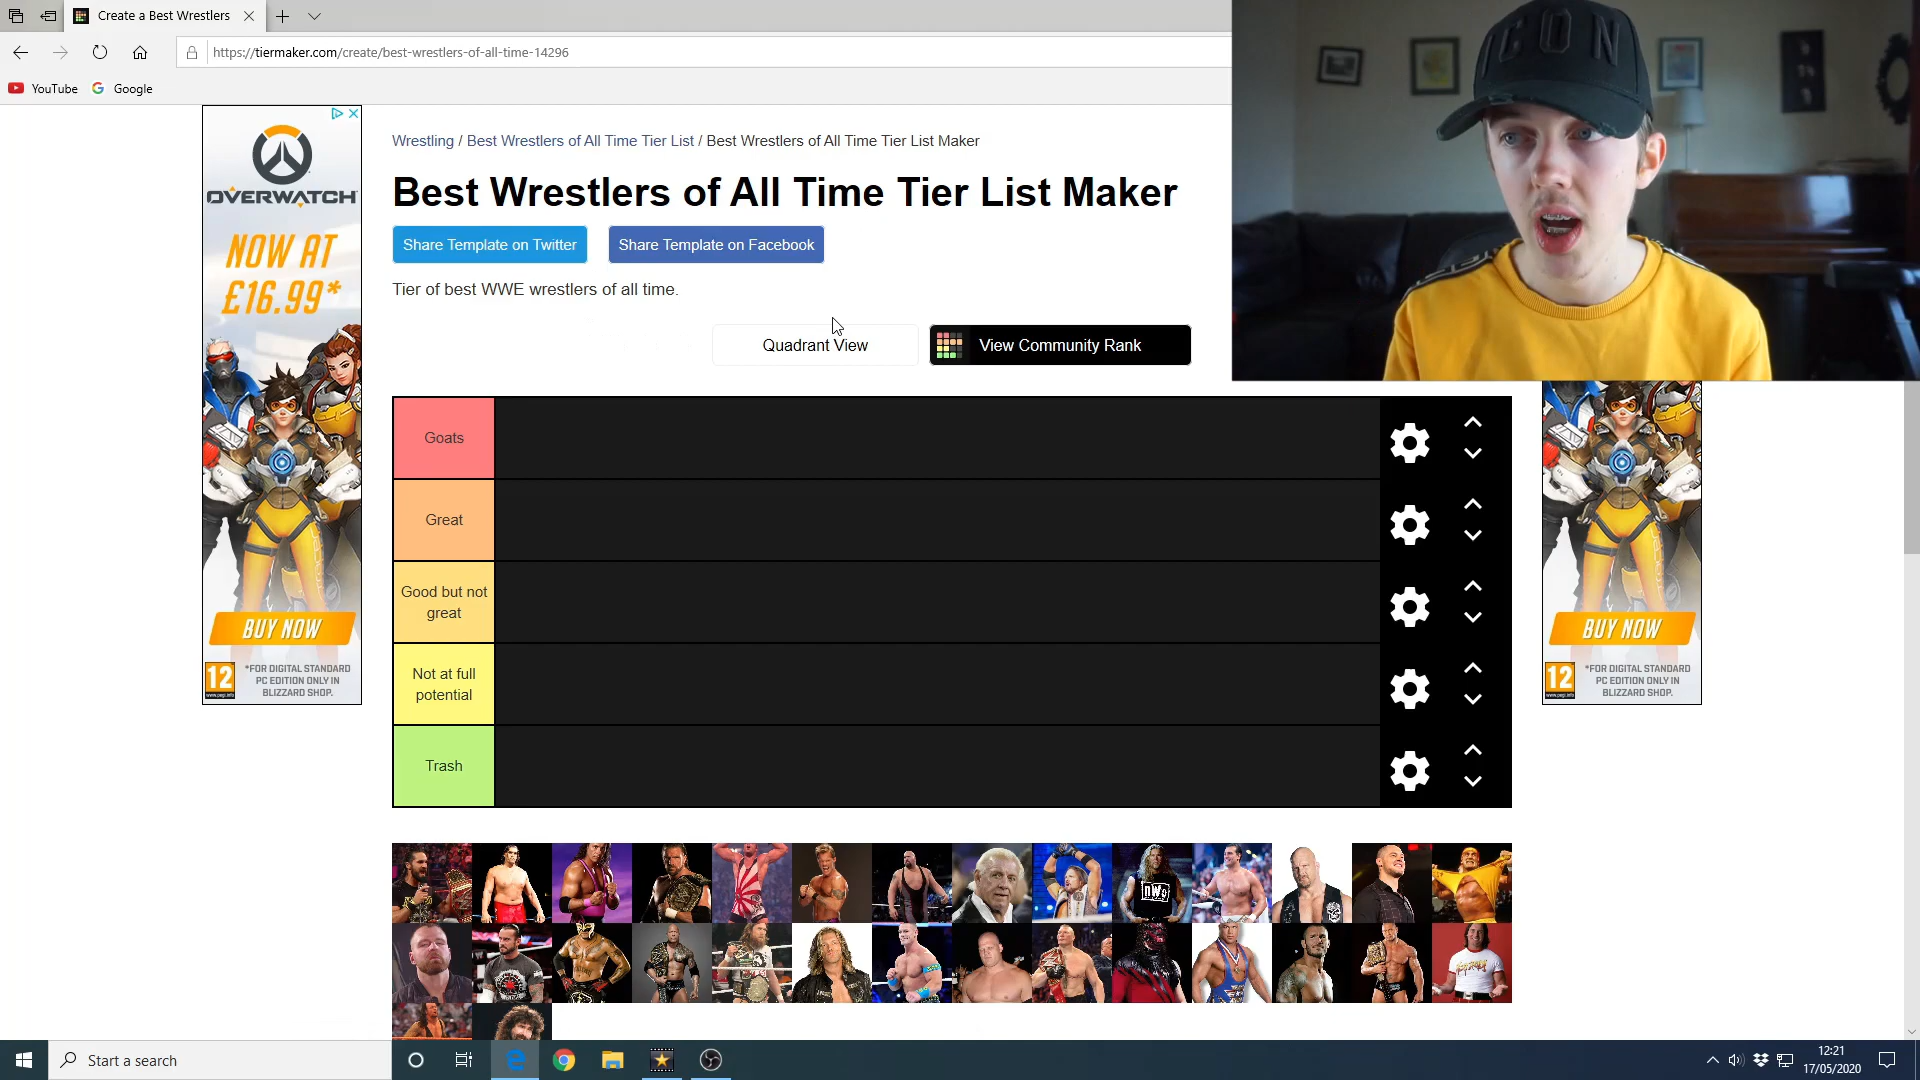 Create a Best Wrestlers
https://tiermaker.com/create/best-wrestlers-of-all-time-14296
YouTube
Google
Wrestling / Best Wrestlers of All Time Tier List / Best Wrestlers of All Time Tier List Maker
Best Wrestlers of All Time Tier List Maker
Share Template on Twitter
Share Template on Facebook
Tier of best WWE wrestlers of all time.
Quadrant View
View Community Rank
ICON
OVERWATCH
NOW AT
£16.99*
BUY NOW
12
*FOR DIGITAL STANDARD
PC EDITION ONLY IN
BLIZZARD SHOP.
Goats
Great
Good but not
great
Not at full
potential
Trash
BUY NOW
12
*FOR DIGITAL STANDARD
PC EDITION ONLY IN
BLIZZARD SHOP.
nWo
Start a search
12:21
17/05/2020